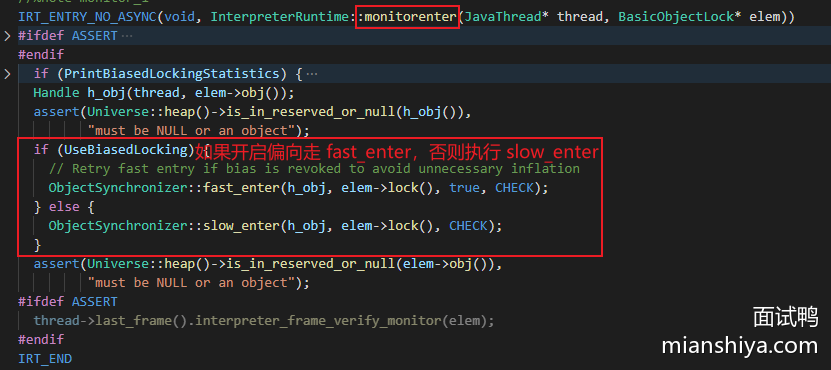 IRT_ENTRY_NO_ASYNC(void, InterpreterRuntime::monitorenter(JavaThread* thread, BasicObjectLock* elem))
#ifdef ASSERT ···
#endif
if (PrintBiasedLockingStatistics) { ···
Handle h_obj(thread, elem->obj());
assert(Universe::heap()->is_in_reserved_or_null(h_obj()),
"must be NULL or an object");
if (UseBiasedLocking) { 如果开启偏向走 fast_enter，否则执行 slow_enter
// Retry fast entry if bias is revoked to avoid unnecessary inflation
ObjectSynchronizer::fast_enter(h_obj, elem->lock(), true, CHECK);
} else {
ObjectSynchronizer::slow_enter(h_obj, elem->lock(), CHECK);
}
assert(Universe::heap()->is_in_reserved_or_null(elem->obj()),
"must be NULL or an object");
#ifdef ASSERT
thread->last_frame().interpreter_frame_verify_monitor(elem);
#endif
IRT_END
面试鸭
mianshiya.com